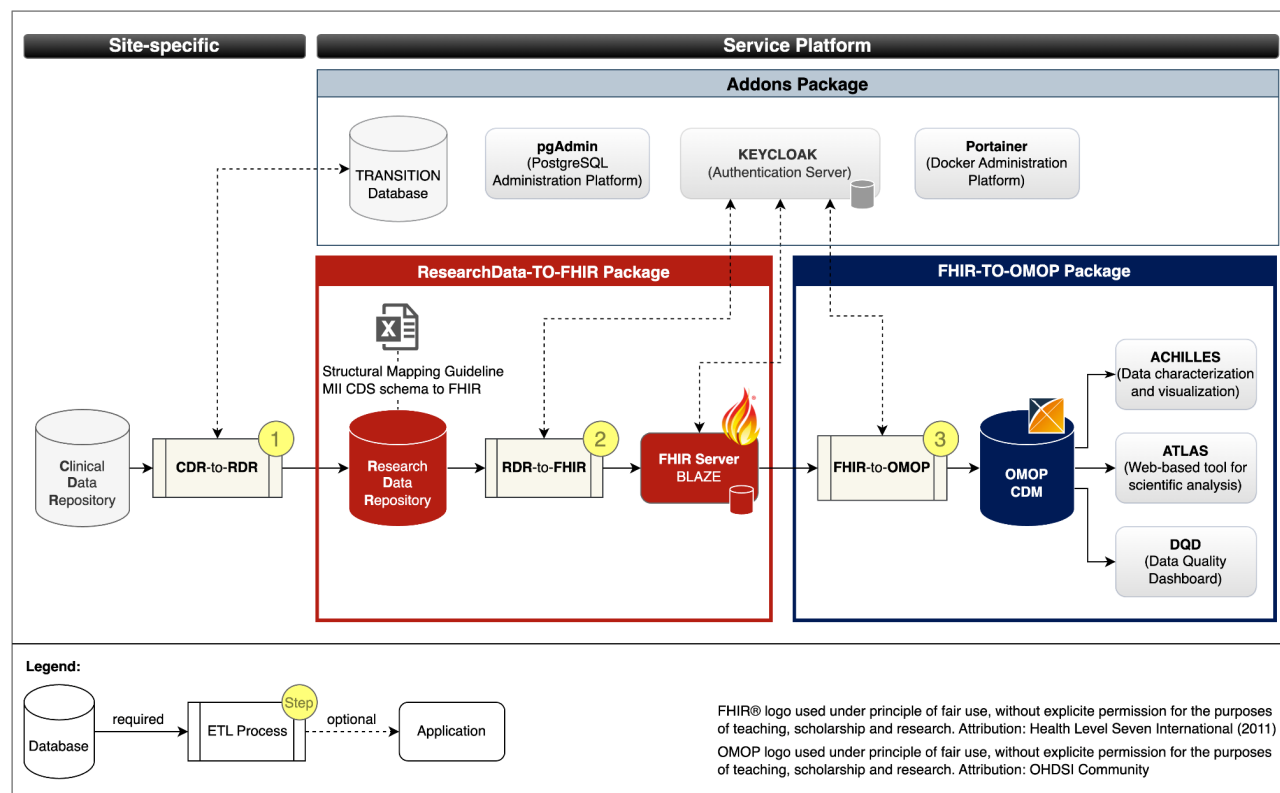 Site-specific
Service Platform
Addons Package
TRANSITION
Database
pgAdmin
(PostgreSQL
Administration Platform)
KEYCLOAK
(Authentication Server)
Portainer
(Docker Administration
Platform)
ResearchData-TO-FHIR Package
FHIR-TO-OMOP Package
X
Structural Mapping Guideline
MII CDS schema to FHIR
Clinical
Data
Repository
CDR-to-RDR
1
Research
Data
Repository
RDR-to-FHIR
2
FHIR Server
BLAZE
FHIR-to-OMOP
3
OMOP
CDM
ACHILLES
(Data characterization
and visualization)
ATLAS
(Web-based tool for
scientific analysis)
DQD
(Data Quality
Dashboard)
Legend:
Database
required
ETL Process
Step
optional
Application
FHIR® logo used under principle of fair use, without explicite permission for the purposes
of teaching, scholarship and research. Attribution: Health Level Seven International (2011)
OMOP logo used under principle of fair use, without explicite permission for the purposes
of teaching, scholarship and research. Attribution: OHDSI Community